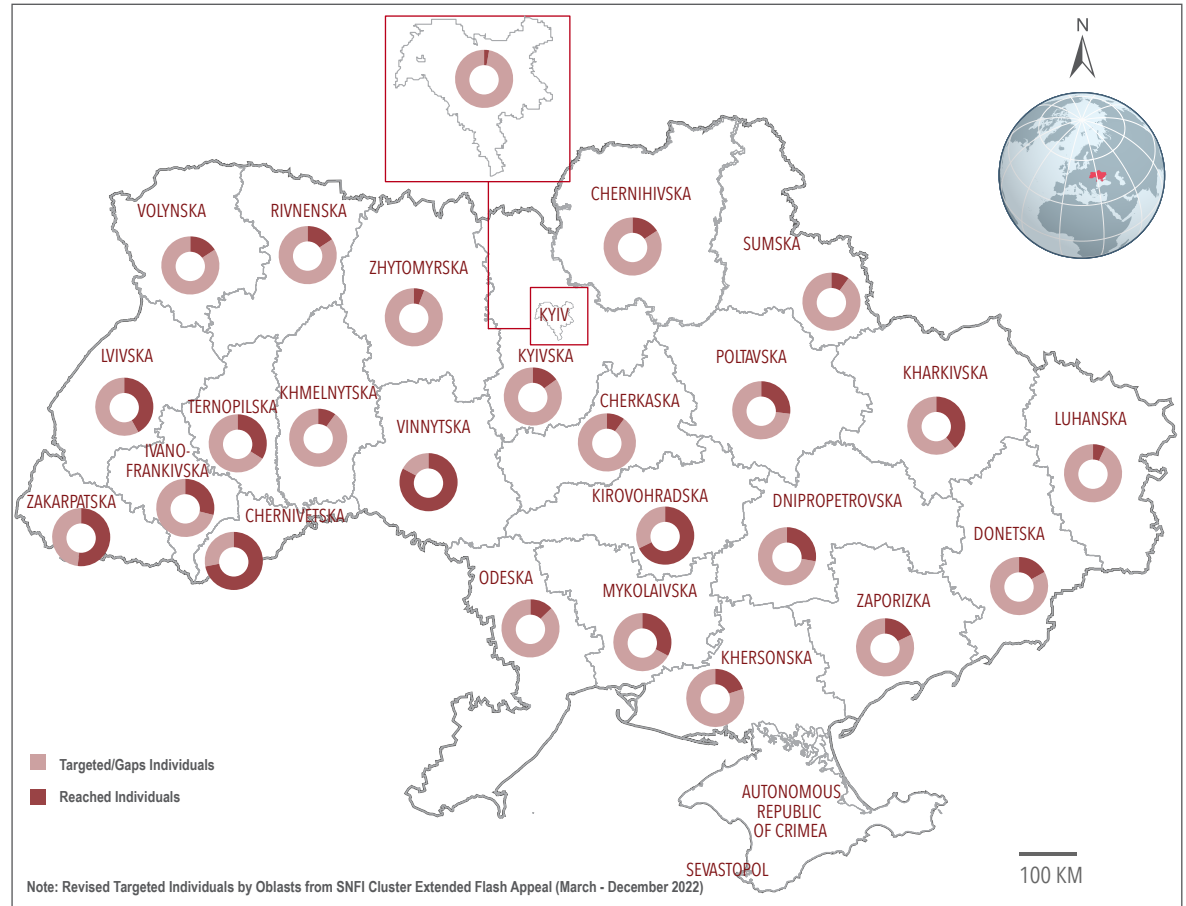 N
CHERNIHIVSKA
VOLYNSKA
RIVNENSKA
SUMSKA
ZHYTOMYRSKA
KYIV
LVIVSKA
KYIVSKA
POLTAVSKA
KHARKIVSKA
TERNOPILSKA
KHMELNYTSKA
CHERKASKA
VINNYTSKA
LUHANSKA
IVANO-
FRANKIVSKA
ZAKARPATSKA
CHERNIVETSKA
KIROVOHRADSKA
DNIPROPETROVSKA
DONETSKA
ODESKA
MYKOLAIVSKA
ZAPORIZKA
KHERSONSKA
Targeted/Gaps Individuals
Reached Individuals
AUTONOMOUS
REPUBLIC
OF CRIMEA
SEVASTOPOL
100 KM
Note: Revised Targeted Individuals by Oblasts from SNFI Cluster Extended Flash Appeal (March - December 2022)